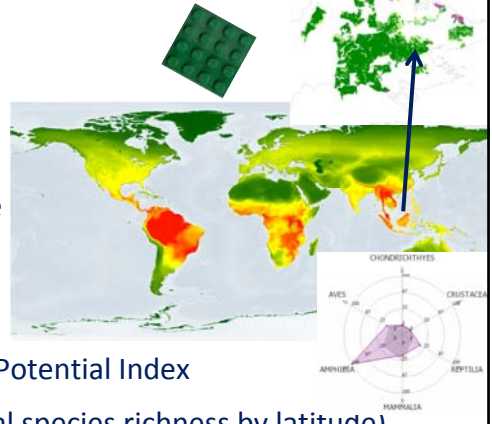 e
CHONDRICHTHYES
AVES
CRUSTACEA
AMPHIBIA
REPTILIA
MAMMALIA
Potential Index
al species richness by latitude)